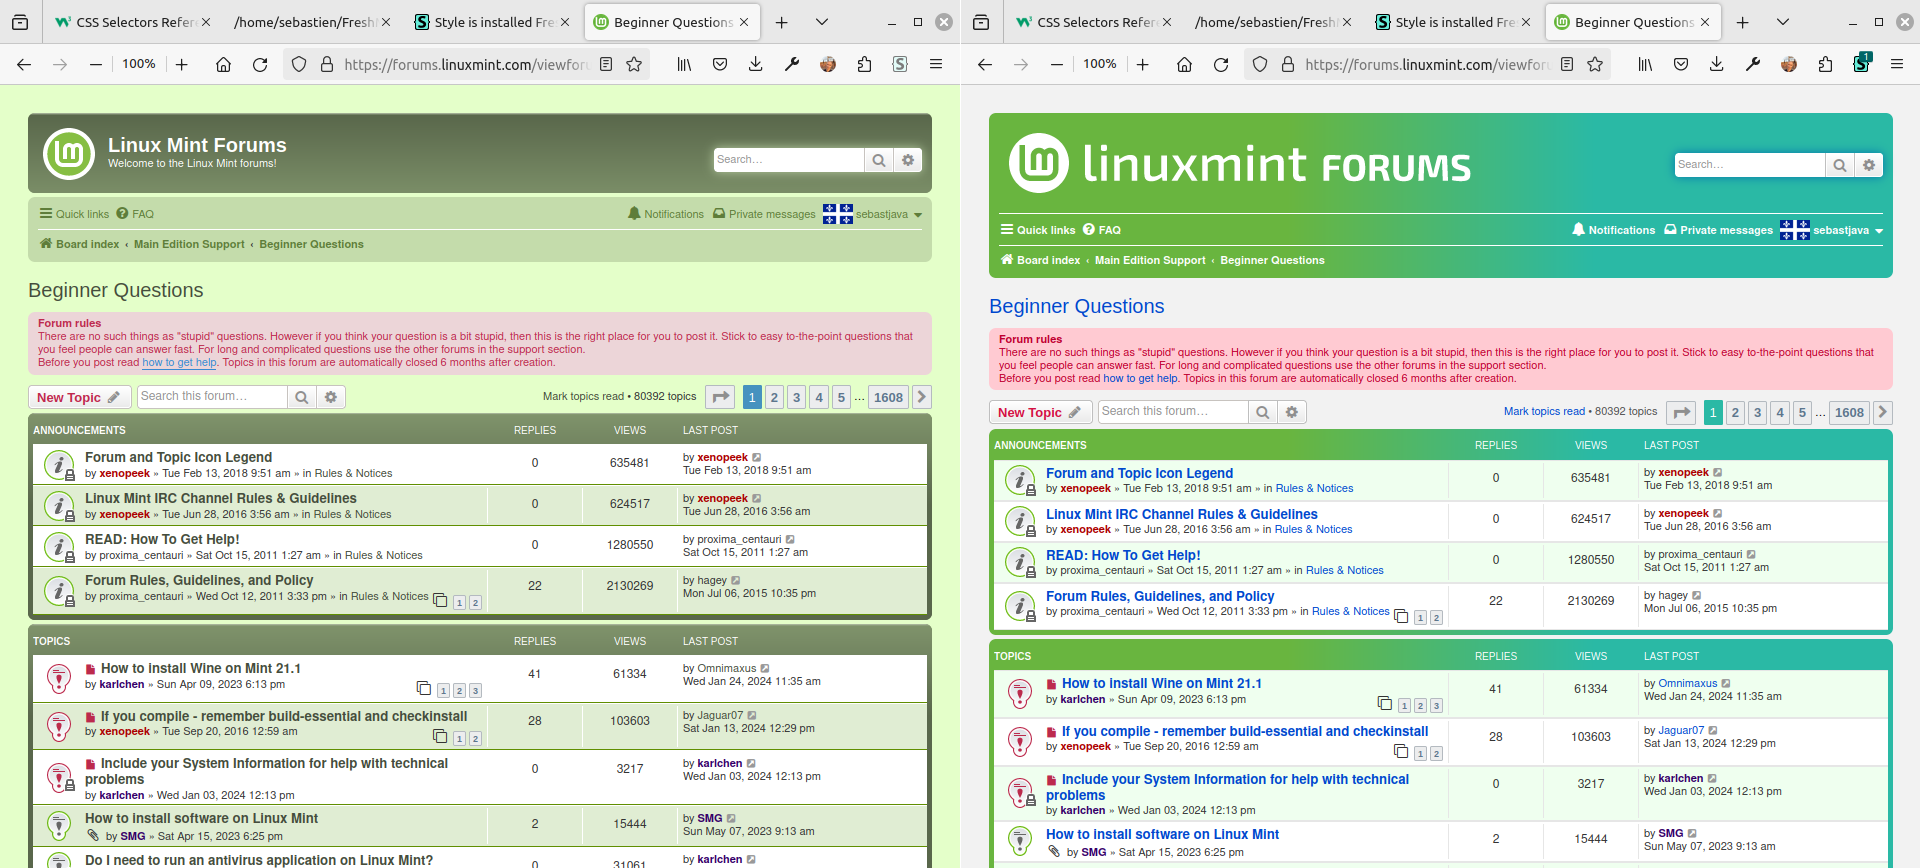 CSS Selectors Refer
/home/sebastien/Fresh
Style is installed Fre
Beginner Questions
100%
https://forums.linuxmint.com/viewforu
Linux Mint Forums
Welcome to the Linux Mint forums!
Search…
Quick links
FAQ
Notifications
Private messages
sebastjava
Board index ‹ Main Edition Support ‹ Beginner Questions
Beginner Questions
Forum rules
There are no such things as "stupid" questions. However if you think your question is a bit stupid, then this is the right place for you to post it. Stick to easy to-the-point questions that
you feel people can answer fast. For long and complicated questions use the other forums in the support section.
Before you post read how to get help. Topics in this forum are automatically closed 6 months after creation.
New Topic
Search this forum…
Mark topics read • 80392 topics
1 2 3 4 5 … 1608
ANNOUNCEMENTS REPLIES VIEWS LAST POST
Forum and Topic Icon Legend
by xenopeek » Tue Feb 13, 2018 9:51 am » in Rules & Notices
0
635481
by xenopeek
Tue Feb 13, 2018 9:51 am
Linux Mint IRC Channel Rules & Guidelines
by xenopeek » Tue Jun 28, 2016 3:56 am » in Rules & Notices
0
624517
by xenopeek
Tue Jun 28, 2016 3:56 am
READ: How To Get Help!
by proxima_centauri » Sat Oct 15, 2011 1:27 am » in Rules & Notices
0
1280550
by proxima_centauri
Sat Oct 15, 2011 1:27 am
Forum Rules, Guidelines, and Policy
by proxima_centauri » Wed Oct 12, 2011 3:33 pm » in Rules & Notices
1 2
22
2130269
by hagey
Mon Jul 06, 2015 10:35 pm
TOPICS REPLIES VIEWS LAST POST
How to install Wine on Mint 21.1
by karlchen » Sun Apr 09, 2023 6:13 pm
1 2 3
41
61334
by Omnimaxus
Wed Jan 24, 2024 11:35 am
If you compile - remember build-essential and checkinstall
by xenopeek » Tue Sep 20, 2016 12:59 am
1 2
28
103603
by Jaguar07
Sat Jan 13, 2024 12:29 pm
Include your System Information for help with technical
problems
by karlchen » Wed Jan 03, 2024 12:13 pm
0
3217
by karlchen
Wed Jan 03, 2024 12:13 pm
How to install software on Linux Mint
by SMG » Sat Apr 15, 2023 6:25 pm
2
15444
by SMG
Sun May 07, 2023 9:13 am
Do I need to run an antivirus application on Linux Mint?
0
31061
by karlchen
CSS Selectors Refer
/home/sebastien/Fresh
Style is installed Fre
Beginner Questions
100%
https://forums.linuxmint.com/viewforu
1
linuxmint FORUMS
Search…
Quick links
FAQ
Notifications
Private messages
sebastjava
Board index ‹ Main Edition Support ‹ Beginner Questions
Beginner Questions
Forum rules
There are no such things as "stupid" questions. However if you think your question is a bit stupid, then this is the right place for you to post it. Stick to easy to-the-point questions that
you feel people can answer fast. For long and complicated questions use the other forums in the support section.
Before you post read how to get help. Topics in this forum are automatically closed 6 months after creation.
New Topic
Search this forum…
Mark topics read • 80392 topics
1 2 3 4 5 … 1608
ANNOUNCEMENTS REPLIES VIEWS LAST POST
Forum and Topic Icon Legend
by xenopeek » Tue Feb 13, 2018 9:51 am » in Rules & Notices
0
635481
by xenopeek
Tue Feb 13, 2018 9:51 am
Linux Mint IRC Channel Rules & Guidelines
by xenopeek » Tue Jun 28, 2016 3:56 am » in Rules & Notices
0
624517
by xenopeek
Tue Jun 28, 2016 3:56 am
READ: How To Get Help!
by proxima_centauri » Sat Oct 15, 2011 1:27 am » in Rules & Notices
0
1280550
by proxima_centauri
Sat Oct 15, 2011 1:27 am
Forum Rules, Guidelines, and Policy
by proxima_centauri » Wed Oct 12, 2011 3:33 pm » in Rules & Notices
1 2
22
2130269
by hagey
Mon Jul 06, 2015 10:35 pm
TOPICS REPLIES VIEWS LAST POST
How to install Wine on Mint 21.1
by karlchen » Sun Apr 09, 2023 6:13 pm
1 2 3
41
61334
by Omnimaxus
Wed Jan 24, 2024 11:35 am
If you compile - remember build-essential and checkinstall
by xenopeek » Tue Sep 20, 2016 12:59 am
1 2
28
103603
by Jaguar07
Sat Jan 13, 2024 12:29 pm
Include your System Information for help with technical
problems
by karlchen » Wed Jan 03, 2024 12:13 pm
0
3217
by karlchen
Wed Jan 03, 2024 12:13 pm
How to install software on Linux Mint
by SMG » Sat Apr 15, 2023 6:25 pm
2
15444
by SMG
Sun May 07, 2023 9:13 am